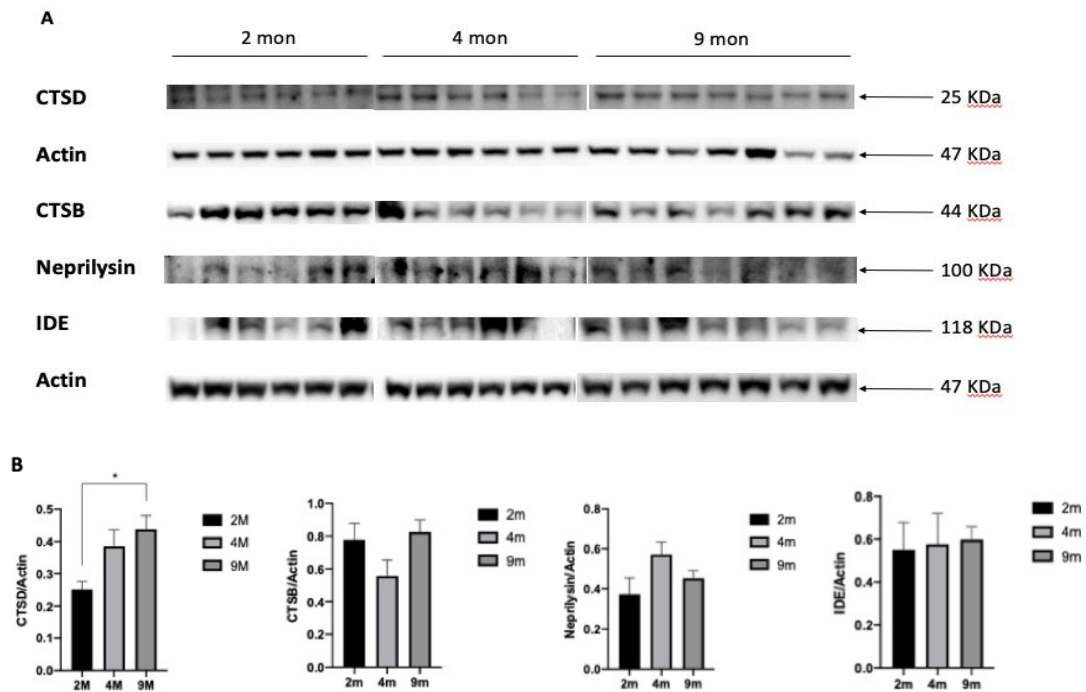 A
2 mon 4 mon 9 mon
CTSD 25 KDa
Actin 47 KDa
CTSB 44 KDa
Neprilysin 100 KDa
IDE 118 KDa
Actin 47 KDa
B
*
CTSD/Actin
0.5
0.4
0.3
0.2
0.1
0.0
2M 4M 9M
2M
4M
9M
CTSB/Actin
1.0
0.8
0.6
0.4
0.2
0.0
2m 4m 9m
2m
4m
9m
Neprilysin/Actin
0.8
0.6
0.4
0.2
0.0
2m 4m 9m
2m
4m
9m
IDE/Actin
0.8
0.6
0.4
0.2
0.0
2m 4m 9m
2m
4m
9m